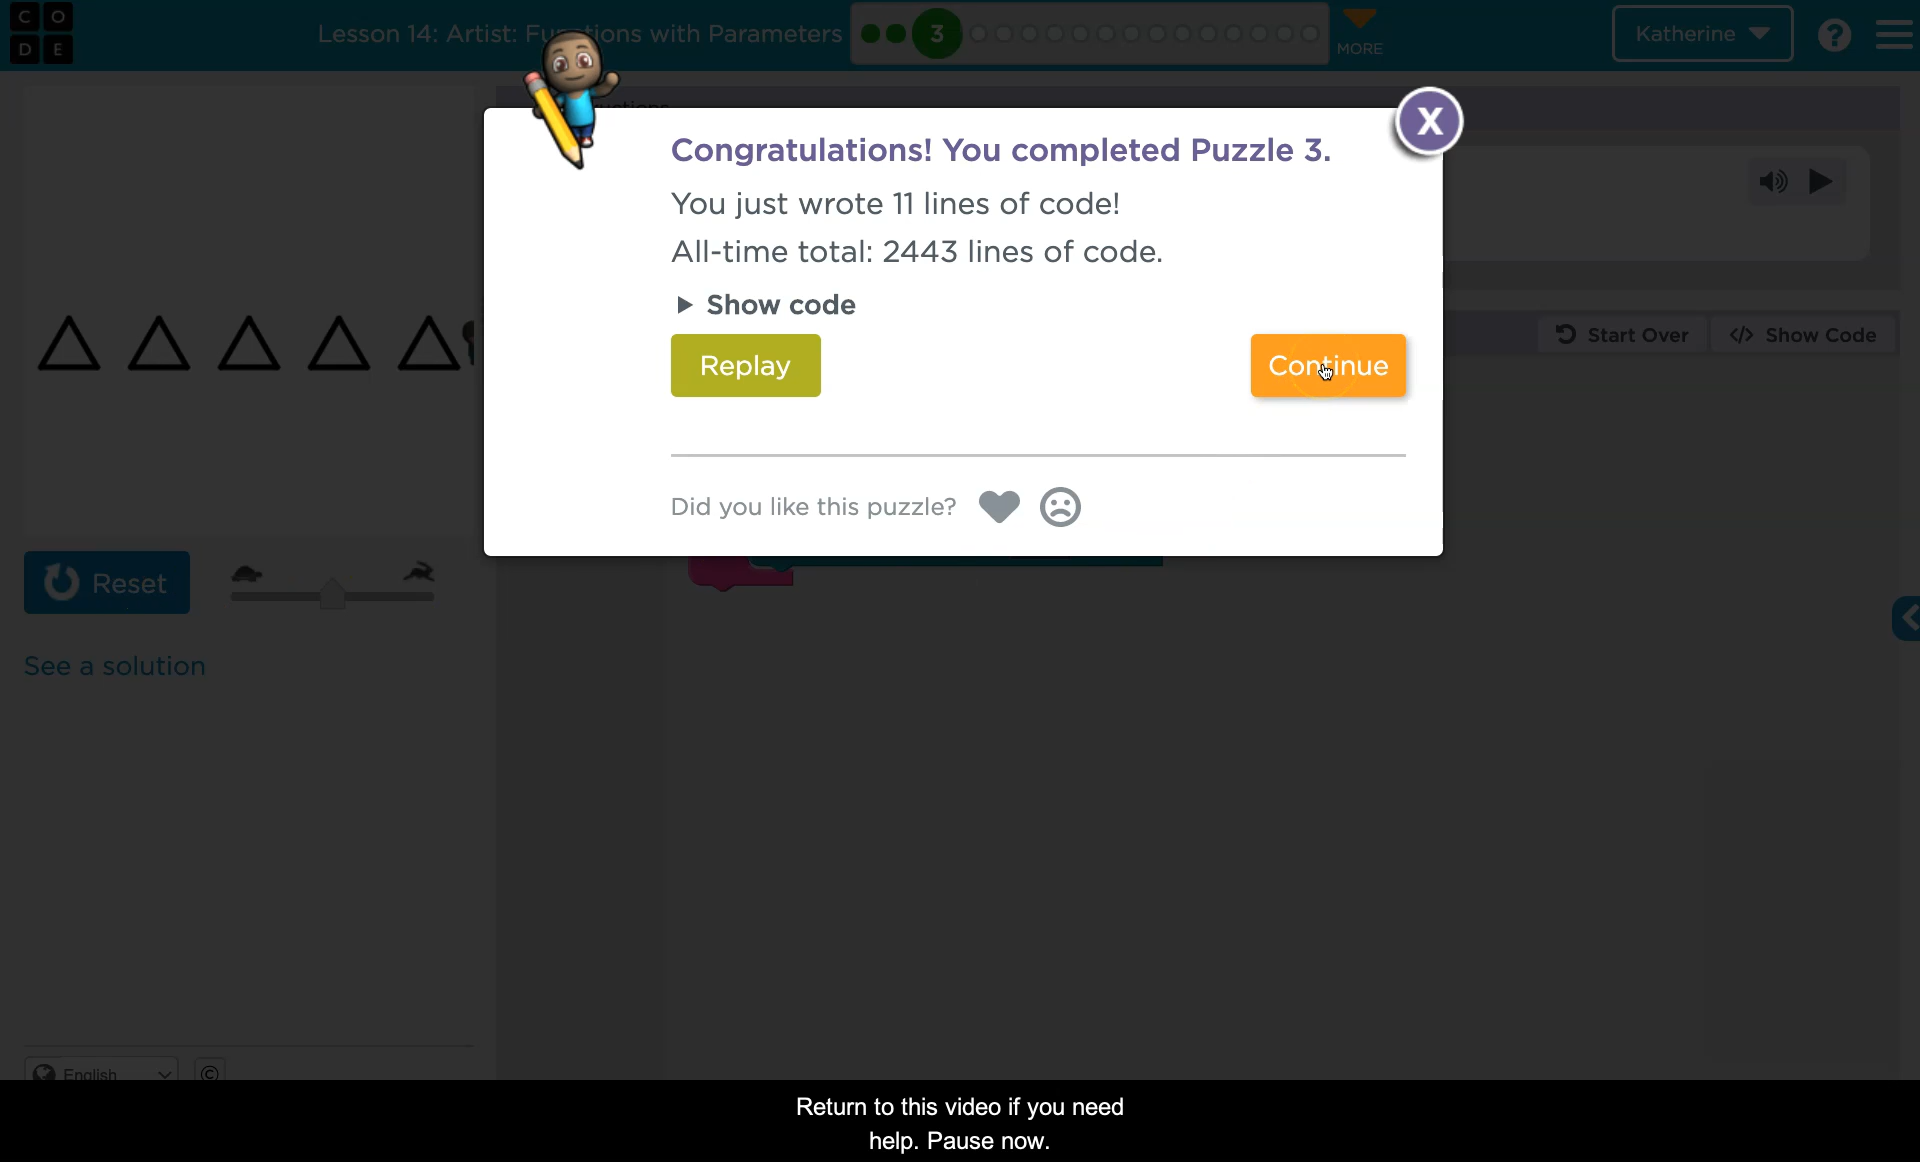 C O
D E
Lesson 14: Artist: Functions with Parameters
3
MORE
Katherine
?
X
Congratulations! You completed Puzzle 3.
You just wrote 11 lines of code!
All-time total: 2443 lines of code.
Show code
Replay
Continue
Did you like this puzzle?
Start Over
</> Show Code
Reset
See a solution
English
©
Return to this video if you need
help. Pause now.